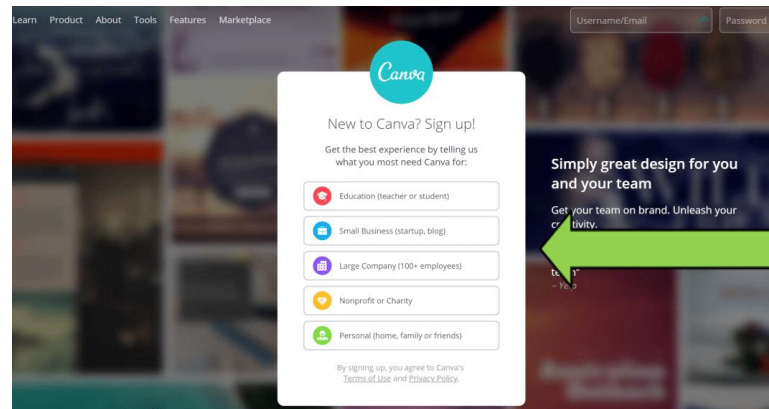 Learn Product About Tools Features Marketplace
Username/Email
Password
Canva
New to Canva? Sign up!
Get the best experience by telling us
what you most need Canva for:
Education (teacher or student)
Small Business (startup, blog)
Large Company (100+ employees)
Nonprofit or Charity
Personal (home, family or friends)
By signing up, you agree to Canva's
Terms of Use and Privacy Policy.
Simply great design for you
and your team
Get your team on brand. Unleash your
– Yelp